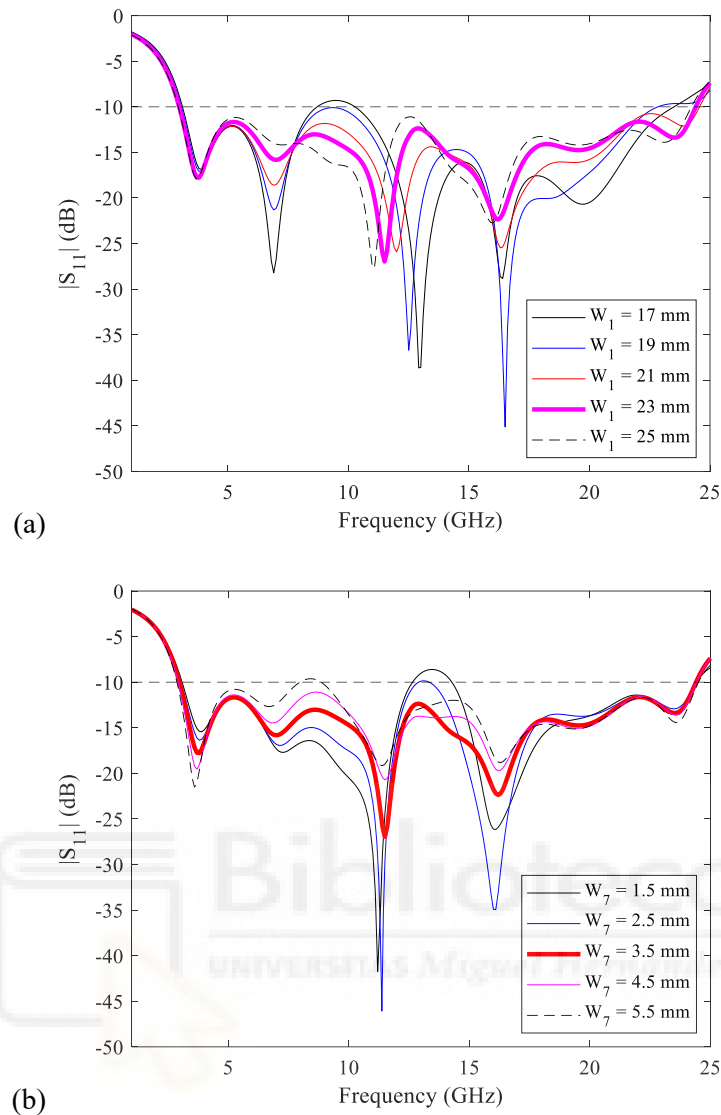 0
-5
-10
-15
-20
-25
-30
-35
-40
-45
-50
|S11| (dB)
5 10 15 20 25
Frequency (GHz)
W1 = 17 mm
W1 = 19 mm
W1 = 21 mm
W1 = 23 mm
W1 = 25 mm
(a)
0
-5
-10
-15
-20
-25
-30
-35
-40
-45
-50
|S11| (dB)
5 10 15 20 25
Frequency (GHz)
W7 = 1.5 mm
W7 = 2.5 mm
W7 = 3.5 mm
W7 = 4.5 mm
W7 = 5.5 mm
(b)
Biblioteca
UNIVERSITAS Miguel